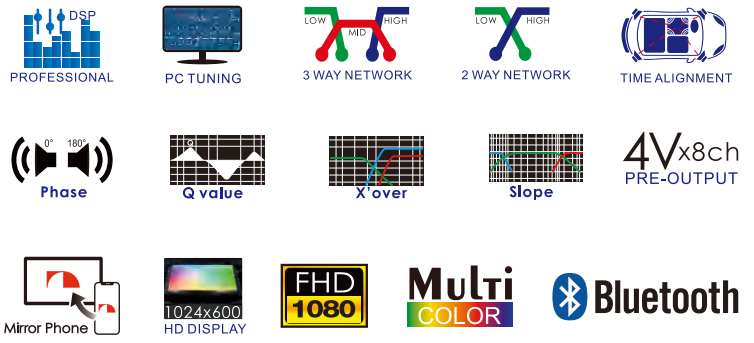 DSP
PROFESSIONAL
PC TUNING
LOW HIGH
MID
3 WAY NETWORK
LOW HIGH
2 WAY NETWORK
TIME ALIGNMENT
0° 180°
Phase
Q
Q value
X'over
Slope
4Vx8ch
PRE-OUTPUT
Mirror Phone
1024x600
HD DISPLAY
FHD
1080
MulTi
COLOR
Bluetooth